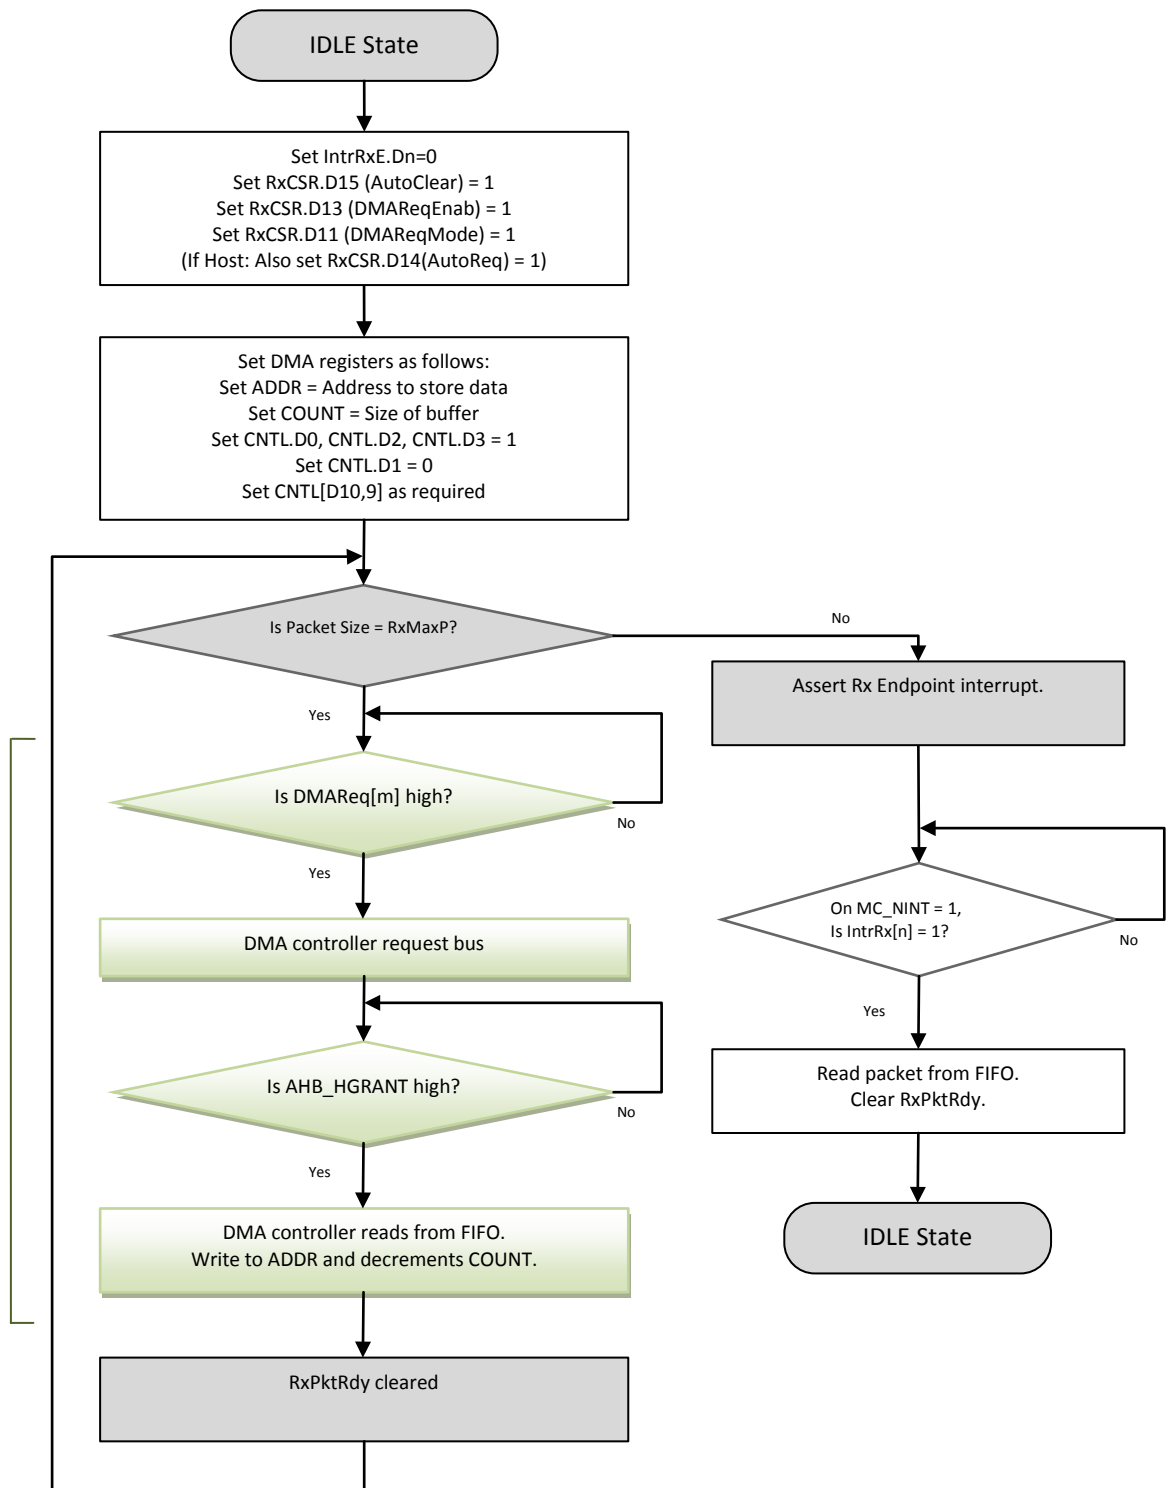 IDLE State
Set IntrRxE.Dn=0
Set RxCSR.D15 (AutoClear) = 1
Set RxCSR.D13 (DMAReqEnab) = 1
Set RxCSR.D11 (DMAReqMode) = 1
(If Host: Also set RxCSR.D14(AutoReq) = 1)
Set DMA registers as follows:
Set ADDR = Address to store data
Set COUNT = Size of buffer
Set CNTL.D0, CNTL.D2, CNTL.D3 = 1
Set CNTL.D1 = 0
Set CNTL[D10,9] as required
Is Packet Size = RxMaxP?
No
Yes
Is DMAReq[m] high?
No
Yes
DMA controller request bus
Is AHB_HGRANT high?
No
Yes
DMA controller reads from FIFO.
Write to ADDR and decrements COUNT.
RxPktRdy cleared
Assert Rx Endpoint interrupt.
On MC_NINT = 1,
Is IntrRx[n] = 1?
No
Yes
Read packet from FIFO.
Clear RxPktRdy.
IDLE State